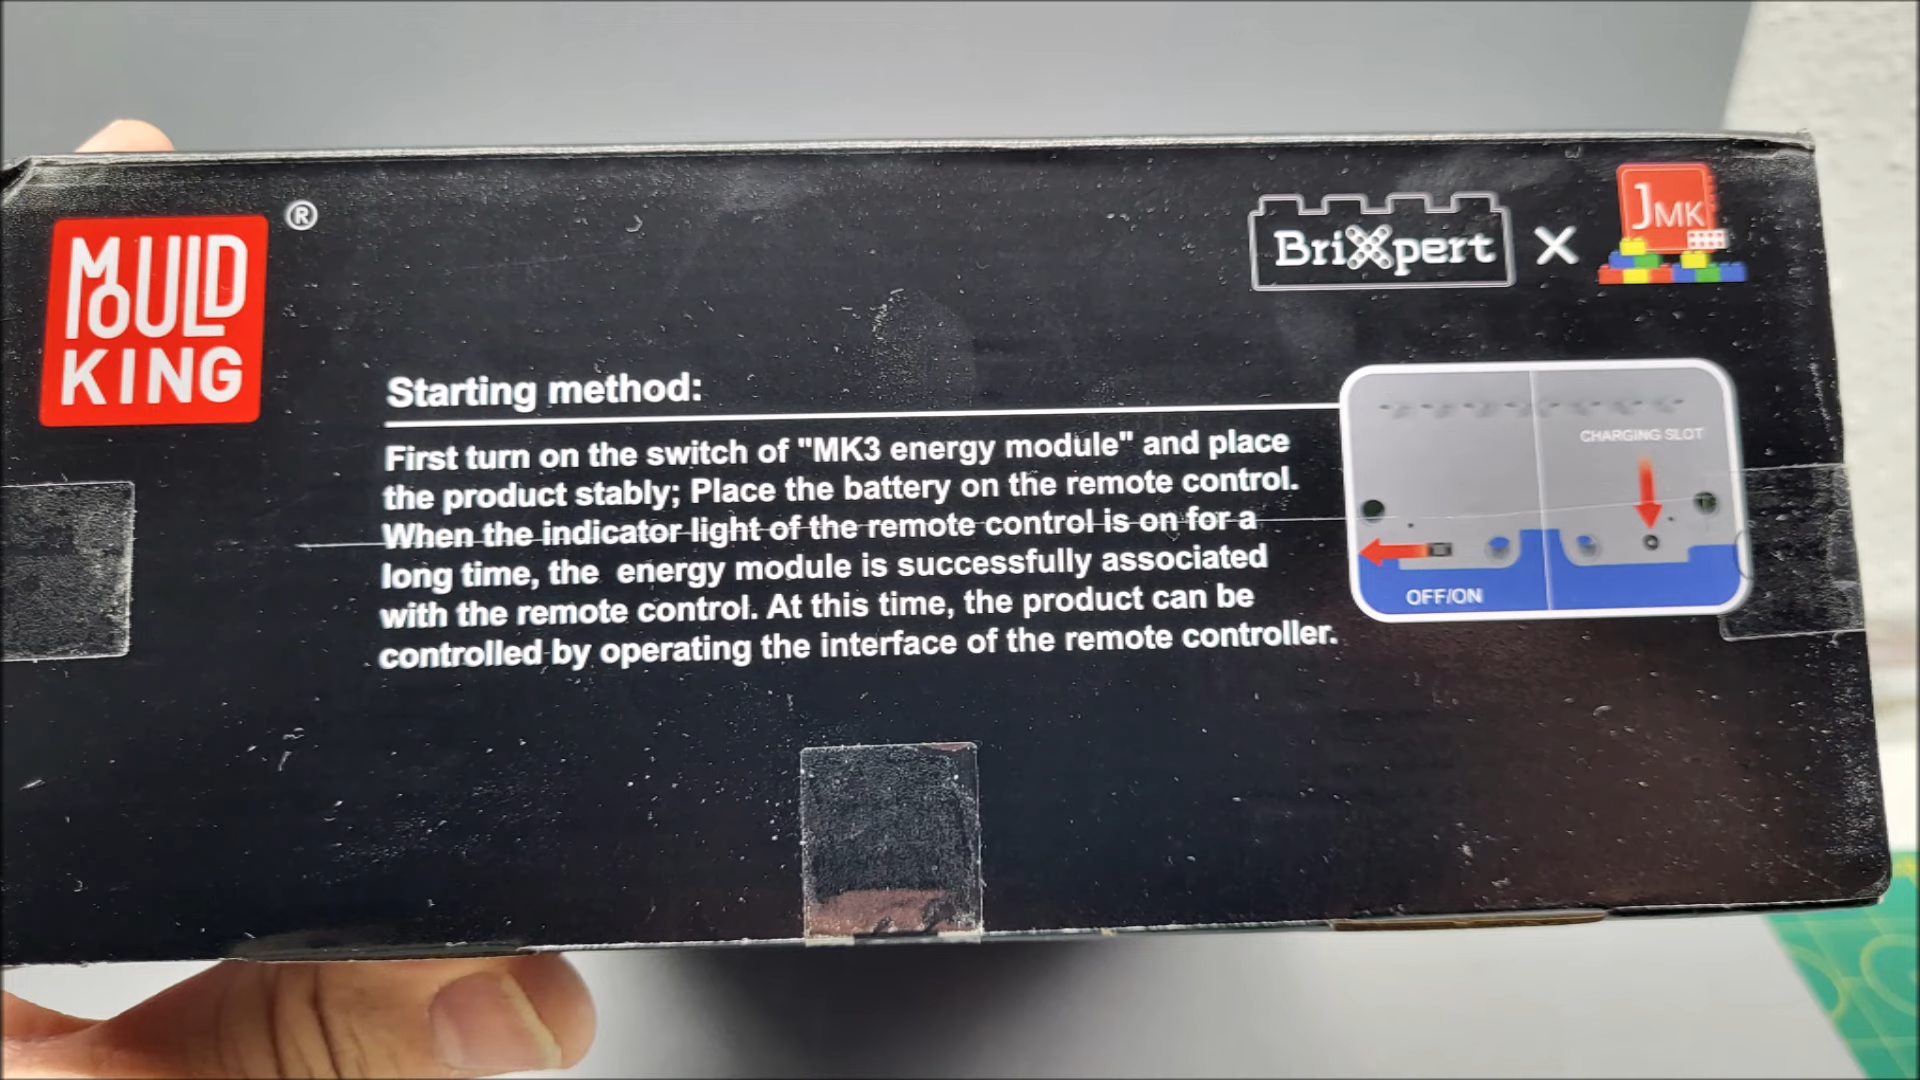 MOULD
KING
®
BriXpert X JMK
Starting method:
First turn on the switch of "MK3 energy module" and place
the product stably; Place the battery on the remote control.
When the indicator light of the remote control is on for a
long time, the energy module is successfully associated
with the remote control. At this time, the product can be
controlled by operating the interface of the remote controller.
CHARGING SLOT
OFF/ON